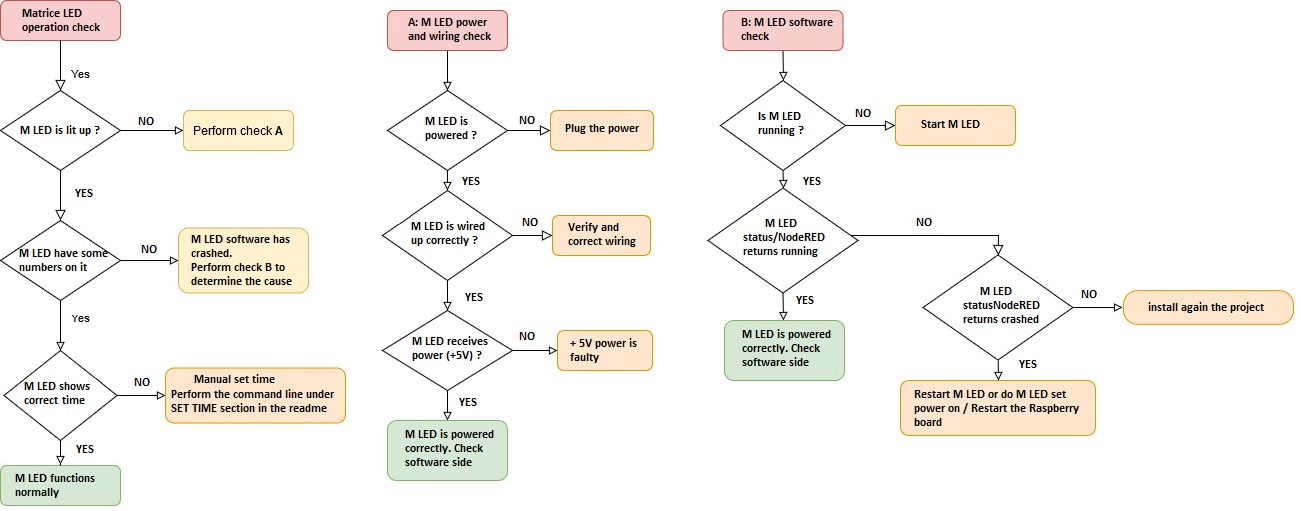 Matrice LED
operation check
Yes
M LED is lit up ?
NO
Perform check A
YES
M LED have some
numbers on it
NO
M LED software has
crashed.
Perform check B to
determine the cause
Yes
M LED shows
correct time
NO
Manual set time
Perform the command line under
SET TIME section in the readme
YES
M LED functions
normally
A: M LED power
and wiring check
M LED is
powered ?
NO
Plug the power
YES
M LED is wired
up correctly ?
NO
Verify and
correct wiring
YES
M LED receives
power (+5V) ?
NO
+ 5V power is
faulty
YES
M LED is powered
correctly. Check
software side
B: M LED software
check
Is M LED
running ?
NO
Start M LED
YES
M LED
status/NodeRED
returns running
NO
YES
M LED is powered
correctly. Check
software side
M LED
statusNodeRED
returns crashed
NO
install again the project
YES
Restart M LED or do M LED set
power on / Restart the Raspberry
board